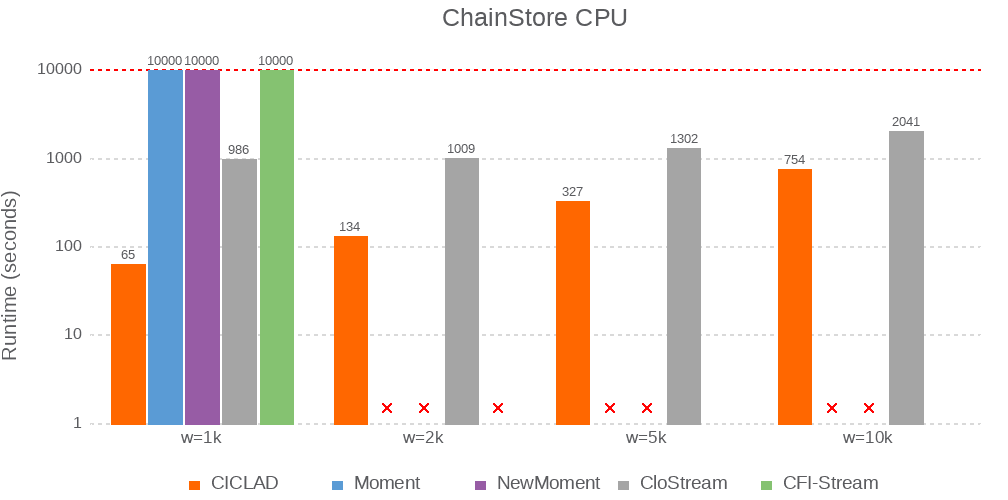 ChainStore CPU
Runtime (seconds)
10000
1000
100
10
1
65
10000
10000
986
10000
134
1009
327
1302
754
2041
w=1k
w=2k
w=5k
w=10k
CICLAD
Moment
NewMoment
CloStream
CFI-Stream